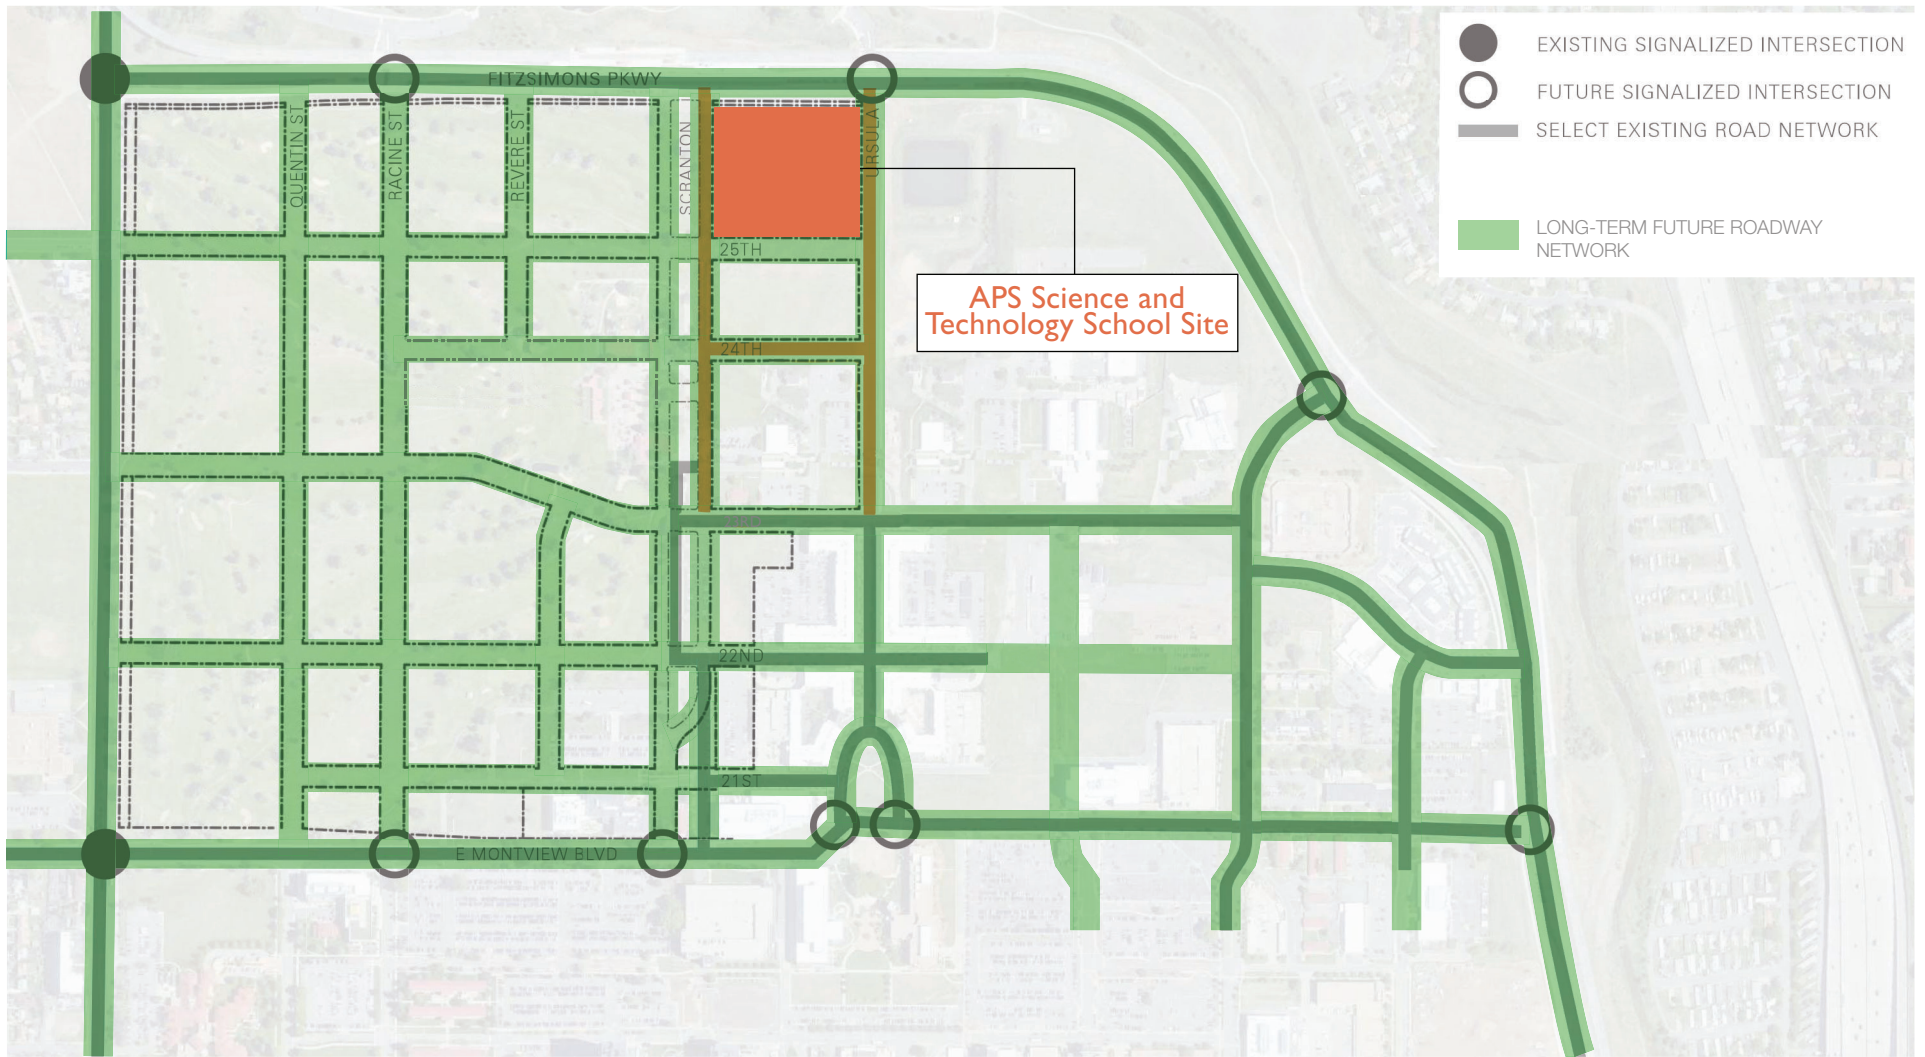 EXISTING SIGNALIZED INTERSECTION
FUTURE SIGNALIZED INTERSECTION
SELECT EXISTING ROAD NETWORK
LONG-TERM FUTURE ROADWAY
NETWORK
FITZSIMONS PKWY
QUENTIN ST
RACINE ST
REVERE ST
SCRANTON
URSULA
25TH
APS Science and
Technology School Site
24TH
22ND
21ST
E MONTVIEW BLVD